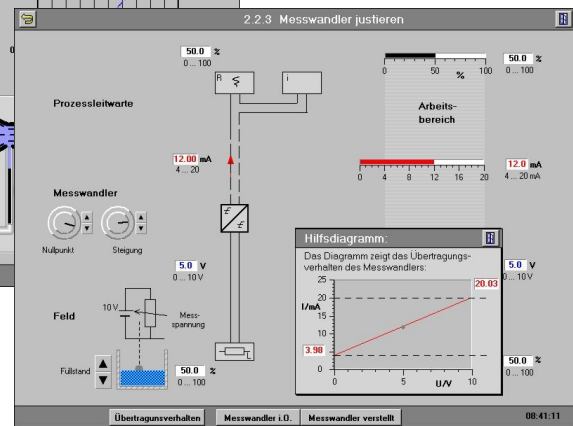 2.2.3 Messwandler justieren
50.0 %
0 ... 100
R
i
Prozessleitwarte
50.0 %
0 ... 100
0 50 % 100
Arbeits-
bereich
12.00 mA
4 ... 20
12.0 mA
4 ... 20 mA
0 4 8 12 16 20
Messwandler
Nullpunkt
Steigung
5.0 V
0 ... 10 V
5.0 V
0 ... 10 V
Hilfsdiagramm:
Das Diagramm zeigt das Übertragungs-
verhalten des Messwandlers:
25
20
I/mA
15
10
5
0
20.03
3.98
0 5 10
U/V
Feld
10 V
Mess-
spannung
Füllstand
50.0 %
0 ... 100
50.0 %
0 ... 100
Übertragunsverhalten
Messwandler i.O.
Messwandler verstellt
08:41:11